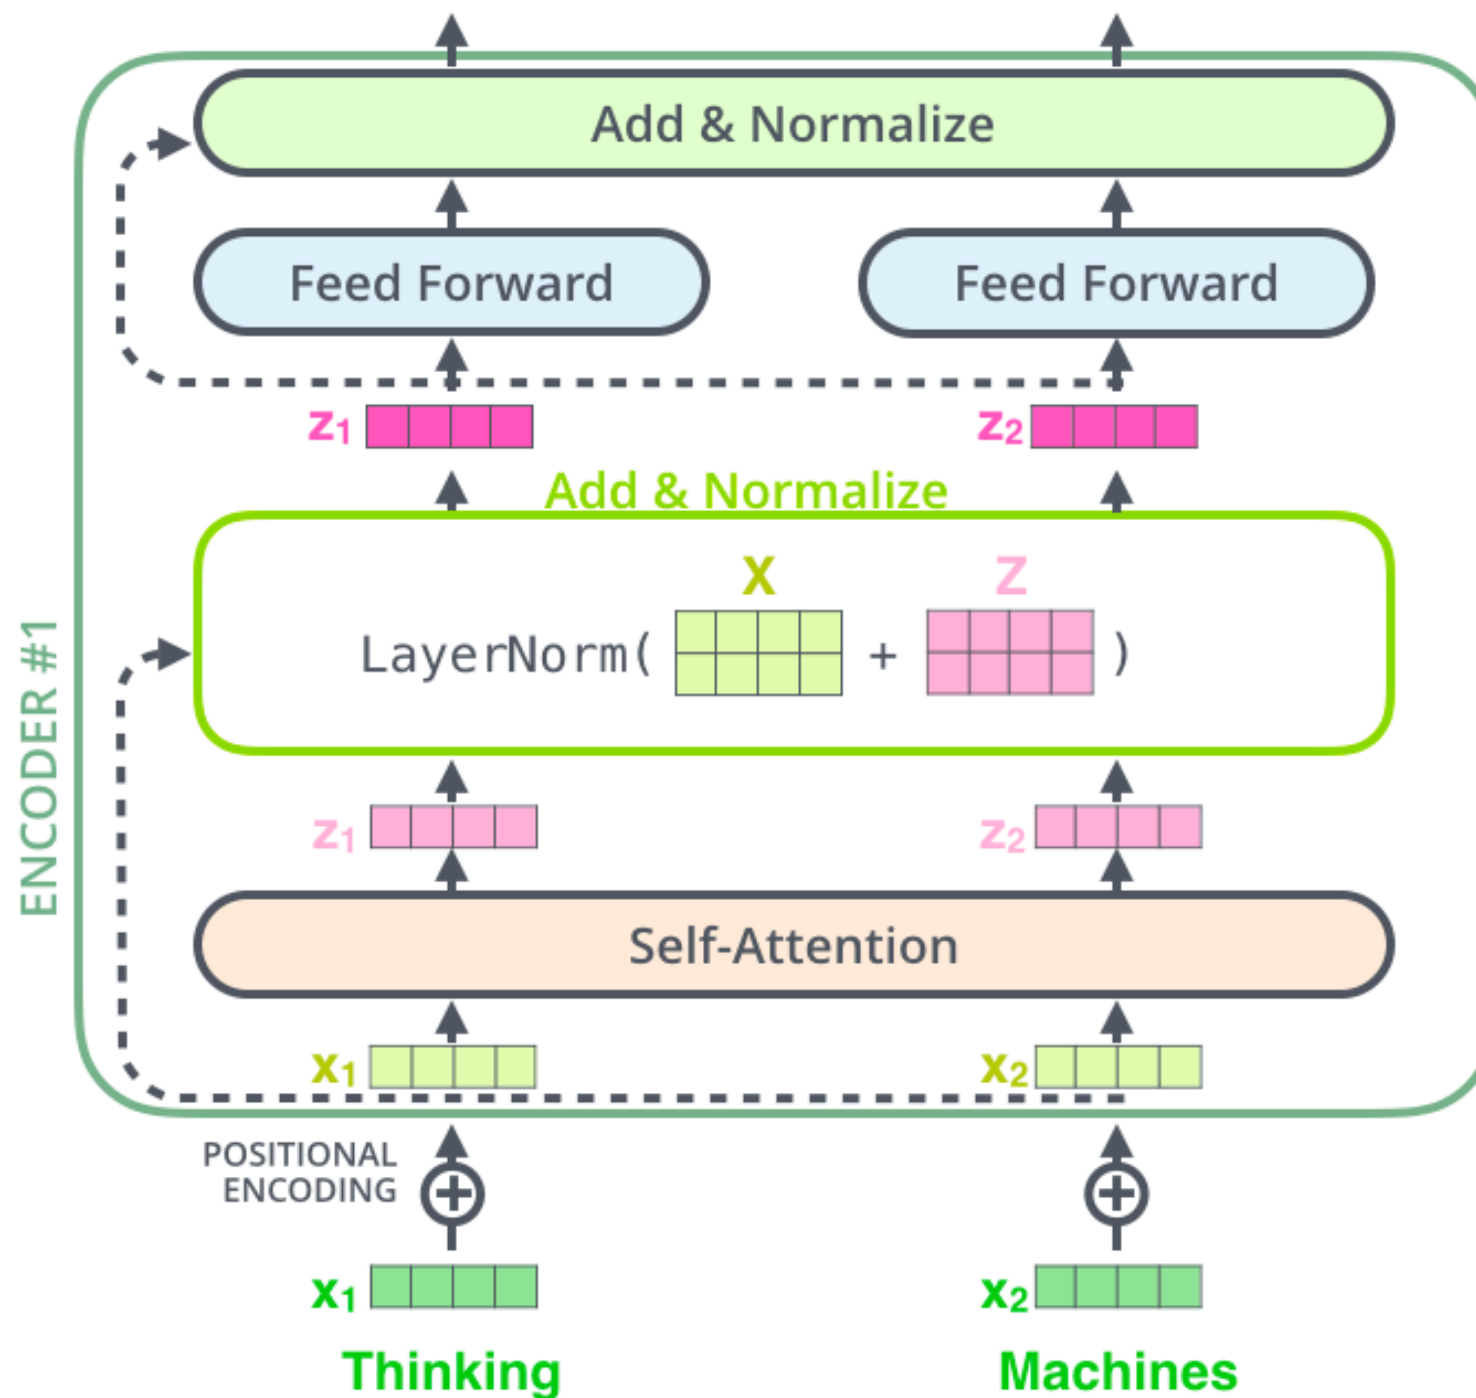 Add & Normalize
Feed Forward Feed Forward
z1 z2
Add & Normalize
X Z
LayerNorm( + )
ENCODER #1
z1 z2
Self-Attention
x1 x2
POSITIONAL
ENCODING
x1 x2
Thinking Machines